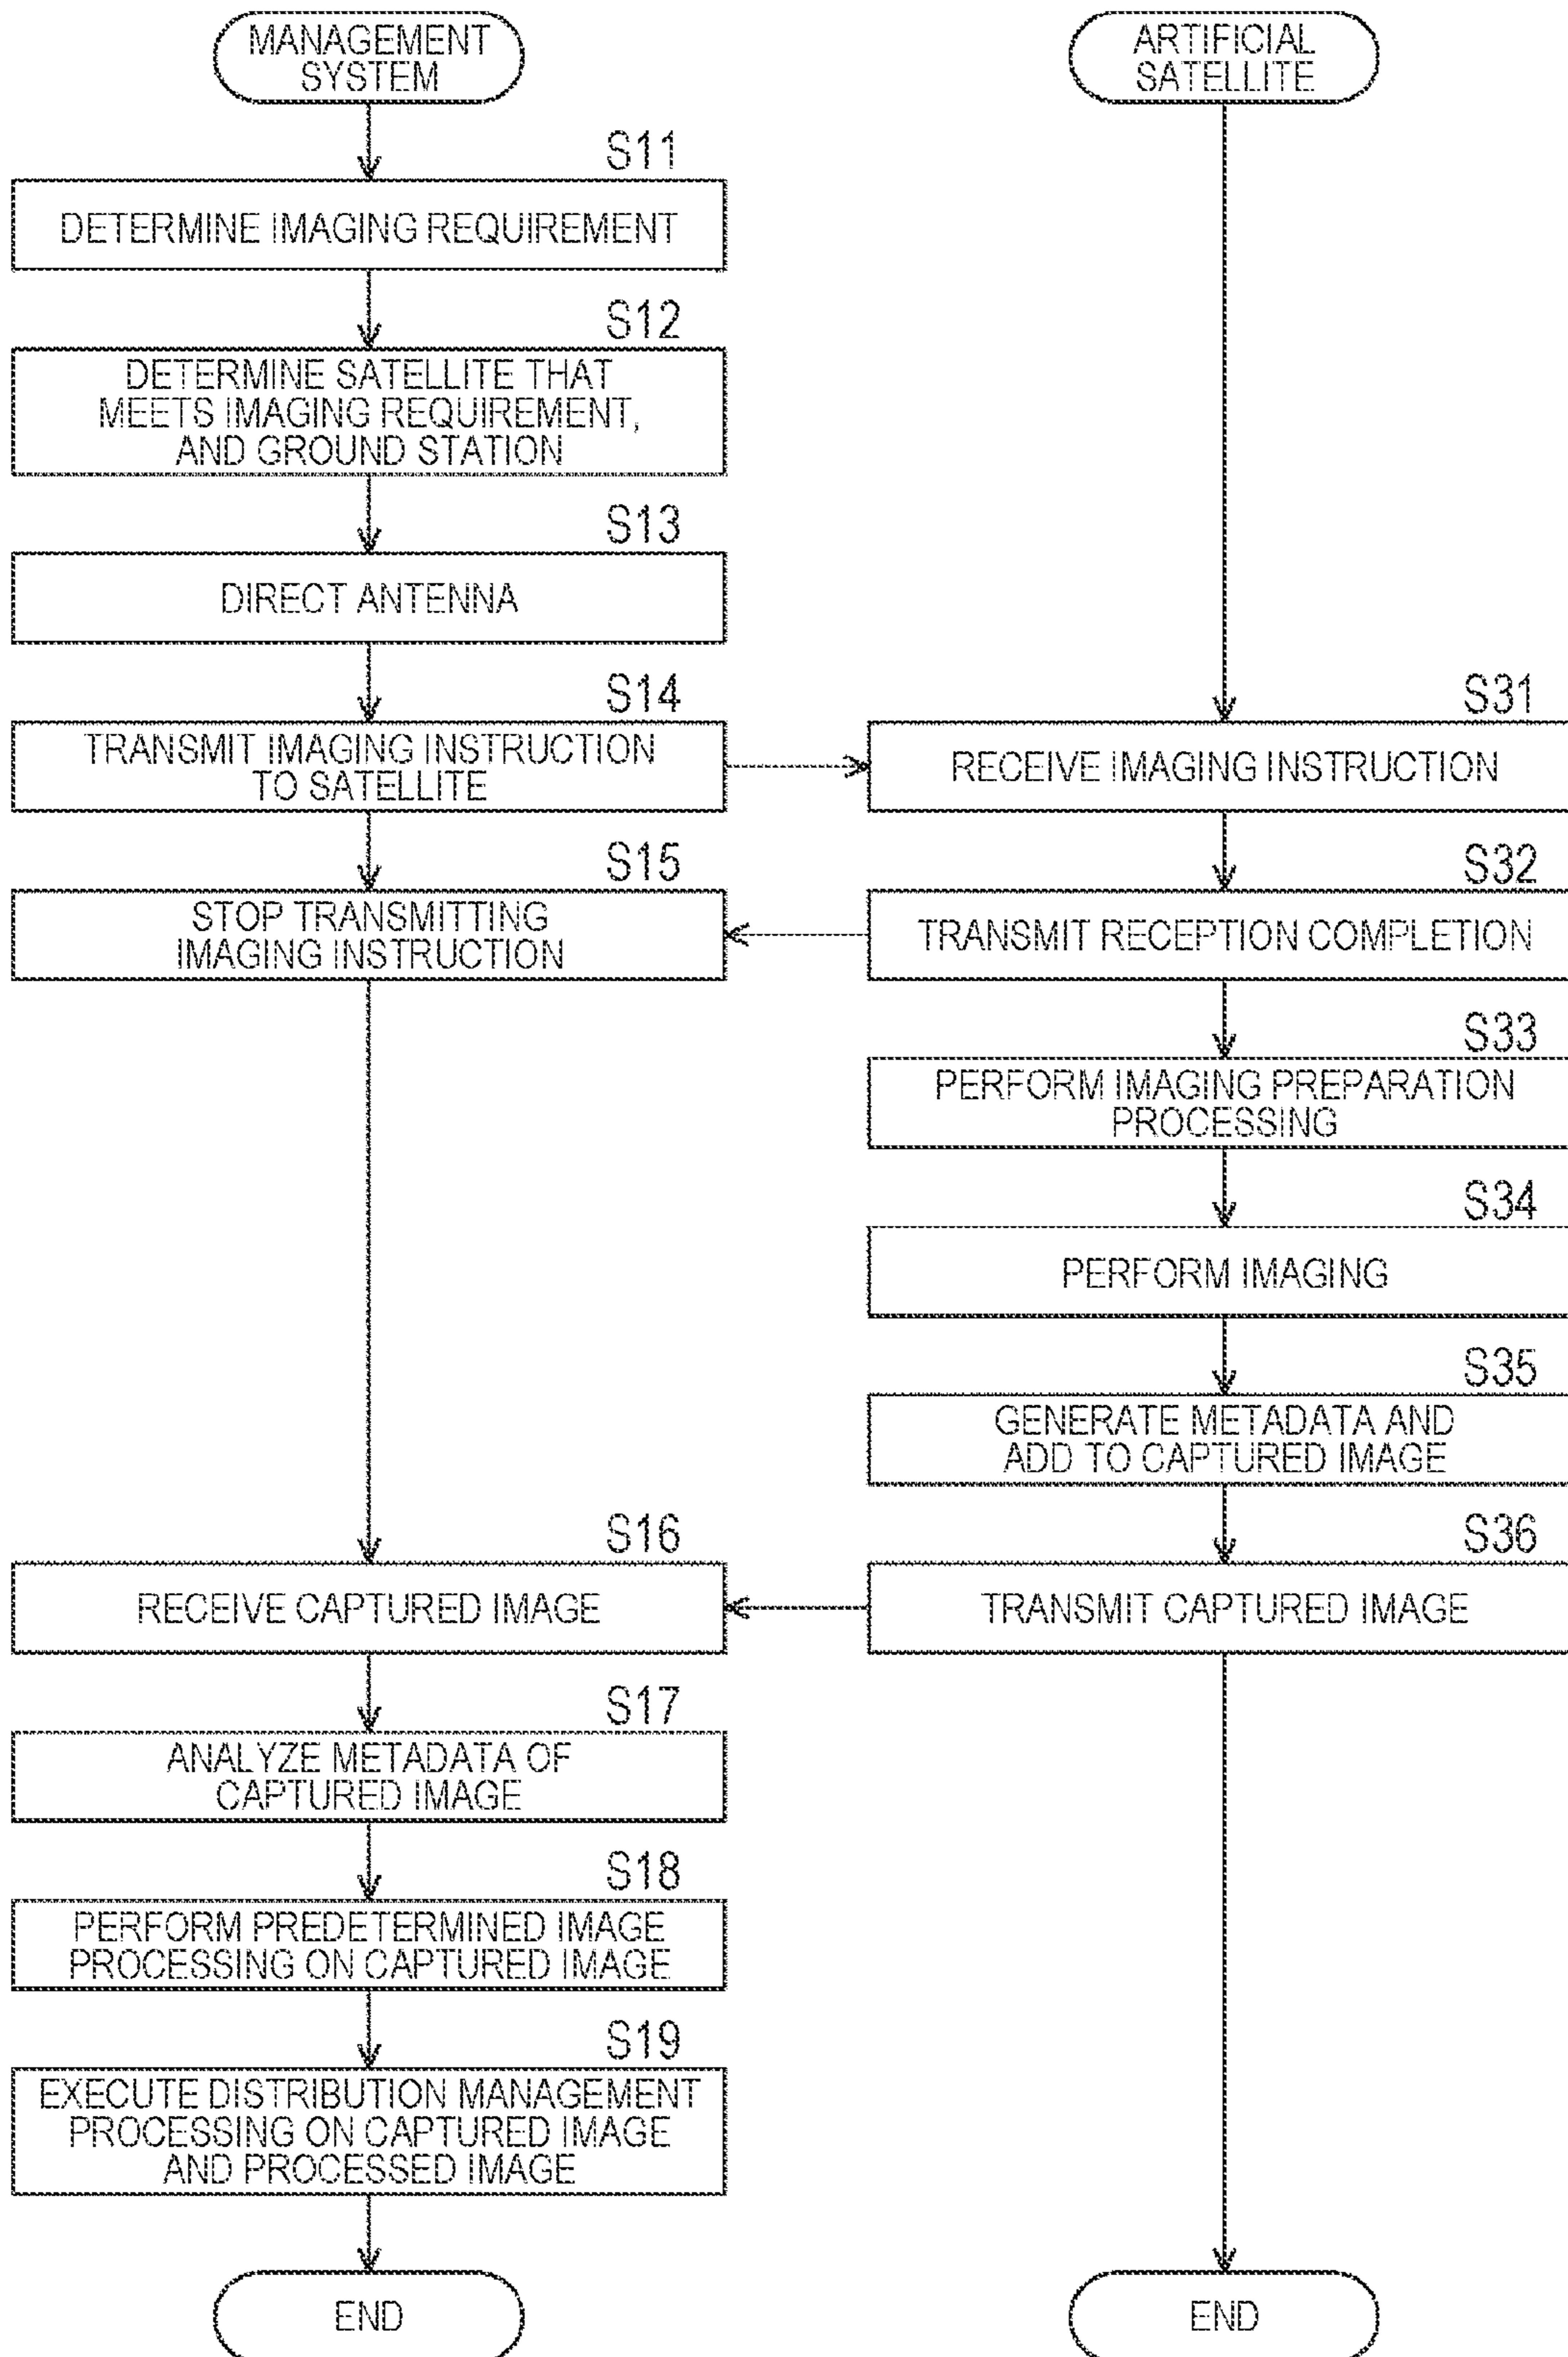 MANAGEMENT
SYSTEM
S11
DETERMINE IMAGING REQUIREMENT
S12
DETERMINE SATELLITE THAT
MEETS IMAGING REQUIREMENT,
AND GROUND STATION
S13
DIRECT ANTENNA
S14
TRANSMIT IMAGING INSTRUCTION
TO SATELLITE
S15
STOP TRANSMITTING
IMAGING INSTRUCTION
S16
RECEIVE CAPTURED IMAGE
S17
ANALYZE METADATA OF
CAPTURED IMAGE
S18
PERFORM PREDETERMINED IMAGE
PROCESSING ON CAPTURED IMAGE
S19
EXECUTE DISTRIBUTION MANAGEMENT
PROCESSING ON CAPTURED IMAGE
AND PROCESSED IMAGE
END
ARTIFICIAL
SATELLITE
S31
RECEIVE IMAGING INSTRUCTION
S32
TRANSMIT RECEPTION COMPLETION
S33
PERFORM IMAGING PREPARATION
PROCESSING
S34
PERFORM IMAGING
S35
GENERATE METADATA AND
ADD TO CAPTURED IMAGE
S36
TRANSMIT CAPTURED IMAGE
END